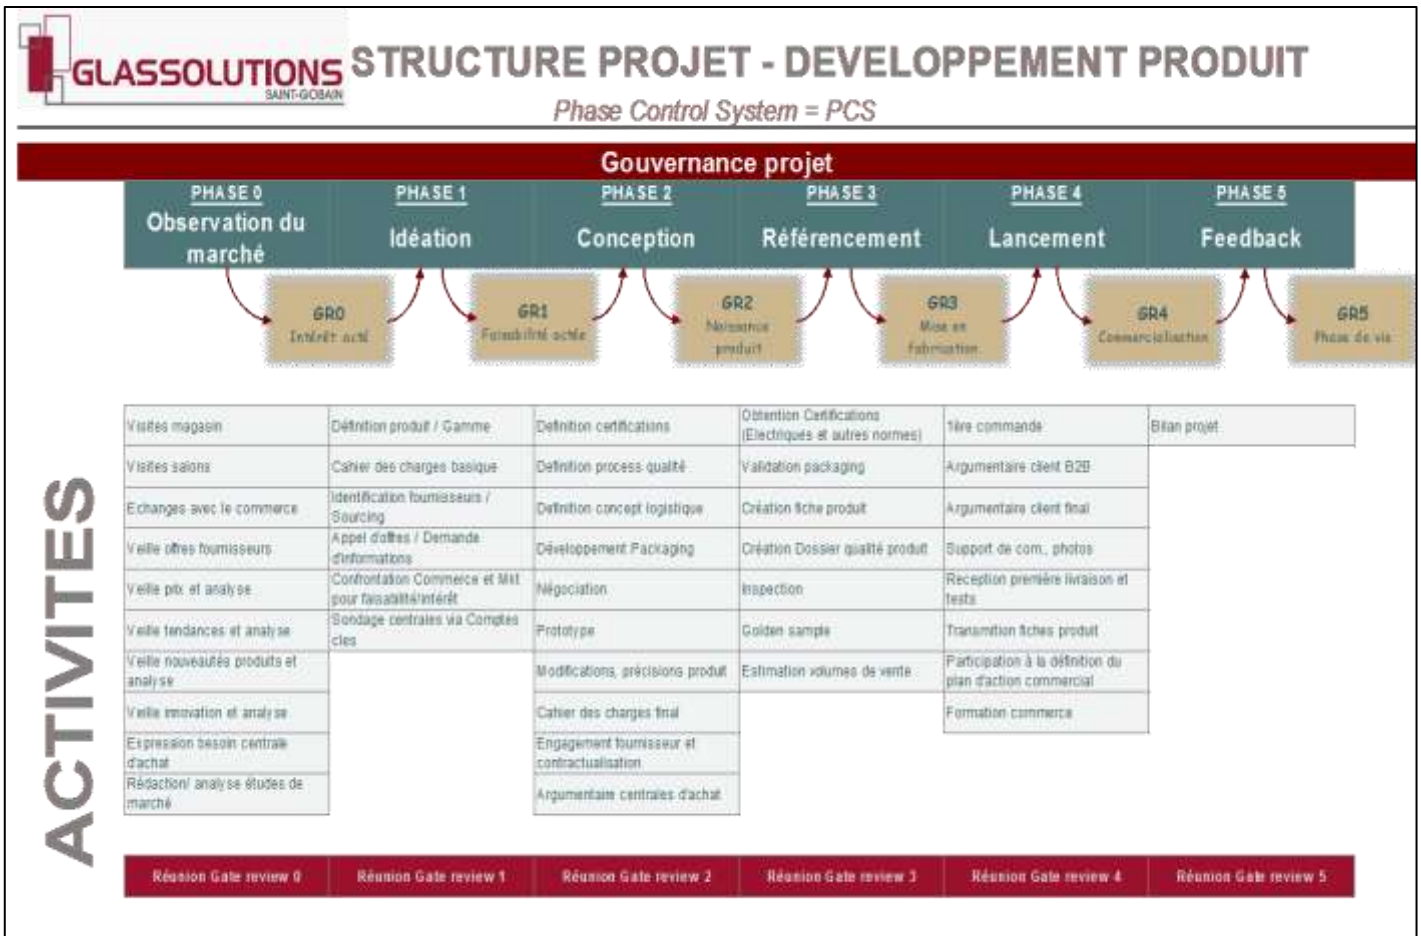 GLASSOLUTIONS
SAINT-GOBAIN
STRUCTURE PROJET - DEVELOPPEMENT PRODUIT
Phase Control System = PCS
Gouvernance projet
PHASE 0
Observation du
marché
PHASE 1
Idéation
PHASE 2
Conception
PHASE 3
Référencement
PHASE 4
Lancement
PHASE 5
Feedback
GR0
Intérêt acté
GR1
Faisabilité actée
GR2
Naissance
produit
GR3
Mise en
fabrication
GR4
Commercialisation
GR5
Phase de vie
ACTIVITES
Visites magasin
Visites salons
Echanges avec le commerce
Veille offres fournisseurs
Veille prix et analyse
Veille tendances et analyse
Veille nouveautés produits et
analyse
Veille innovation et analyse
Expression besoin centrale
d'achat
Rédaction/ analyse études de
marché
Définition produit / Gamme
Cahier des charges basique
Identification fournisseurs /
Sourcing
Appel d'offres / Demande
d'informations
Confrontation Commerce et Mkt
pour faisabilité/intérêt
Sondage centrales via Comptes
cles
Definition certifications
Definition process qualité
Definition concept logistique
Développement Packaging
Négociation
Prototype
Modifications, précisions produit
Cahier des charges final
Engagement fournisseur et
contractualisation
Argumentaire centrales d'achat
Obtention Certifications
(Electriques et autres normes)
Validation packaging
Création fiche produit
Création Dossier qualité produit
Inspection
Golden sample
Estimation volumes de vente
1ère commande
Argumentaire client B2B
Argumentaire client final
Support de com., photos
Reception première livraison et
tests
Transmition fiches produit
Participation à la définition du
plan d'action commercial
Formation commerce
Bilan projet
Réunion Gate review 0
Réunion Gate review 1
Réunion Gate review 2
Réunion Gate review 3
Réunion Gate review 4
Réunion Gate review 5